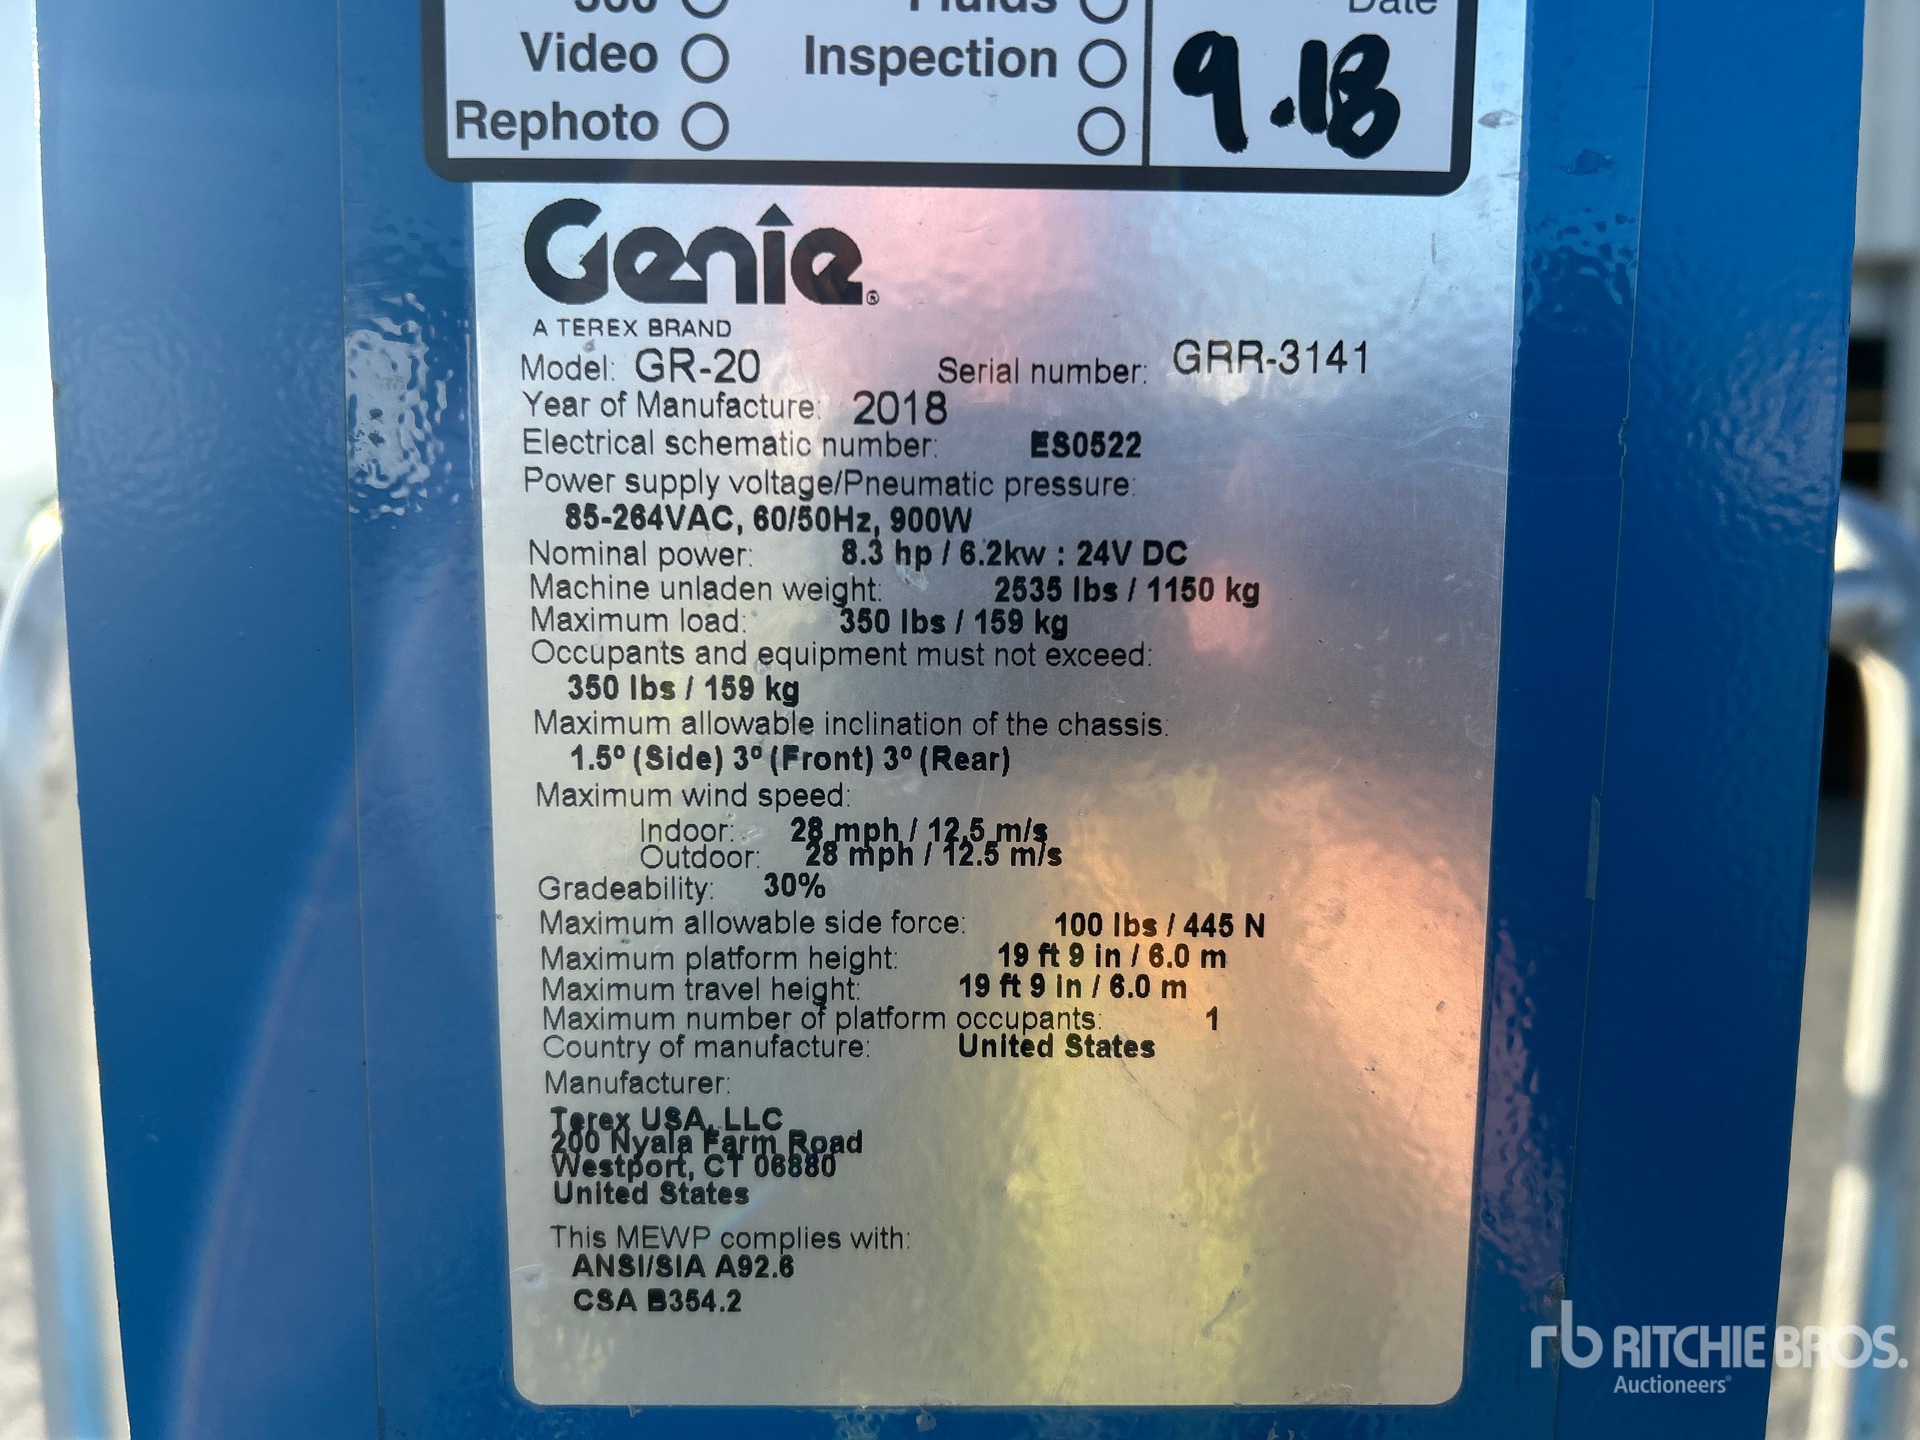 360 Fluids Date
Video Inspection 9.18
Rephoto
Genie®
A TEREX BRAND
Model: GR-20 Serial number: GRR-3141
Year of Manufacture: 2018
Electrical schematic number: ES0522
Power supply voltage/Pneumatic pressure:
85-264VAC, 60/50Hz, 900W
Nominal power: 8.3 hp / 6.2kw : 24V DC
Machine unladen weight: 2535 lbs / 1150 kg
Maximum load: 350 lbs / 159 kg
Occupants and equipment must not exceed:
350 lbs / 159 kg
Maximum allowable inclination of the chassis:
1.5° (Side) 3° (Front) 3° (Rear)
Maximum wind speed:
Indoor: 28 mph / 12.5 m/s
Outdoor: 28 mph / 12.5 m/s
Gradeability: 30%
Maximum allowable side force: 100 lbs / 445 N
Maximum platform height: 19 ft 9 in / 6.0 m
Maximum travel height: 19 ft 9 in / 6.0 m
Maximum number of platform occupants: 1
Country of manufacture: United States
Manufacturer:
Terex USA, LLC
200 Nyala Farm Road
Westport, CT 06880
United States
This MEWP complies with:
ANSI/SIA A92.6
CSA B354.2
rb RITCHIE BROS.
Auctioneers®